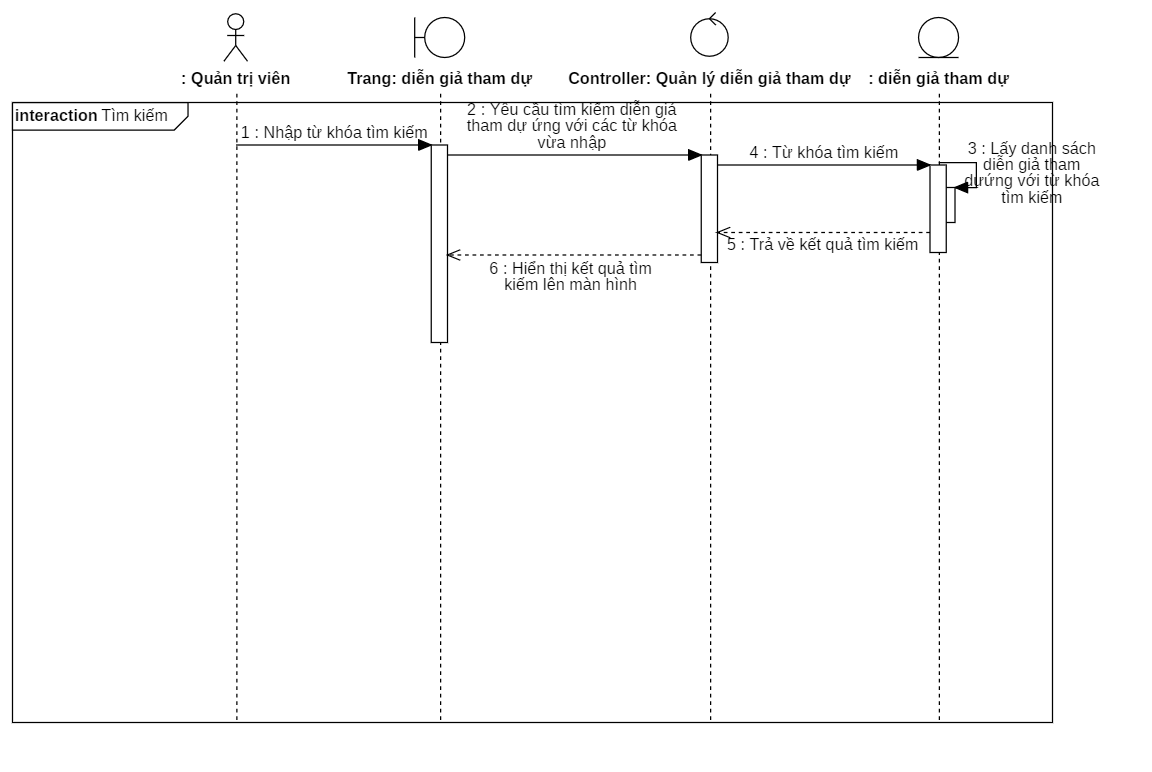 : Quản trị viên
Trang: diễn giả tham dự
Controller: Quản lý diễn giả tham dự
: diễn giả tham dự
interaction Tìm kiếm
1 : Nhập từ khóa tìm kiếm
2 : Yêu cầu tìm kiếm diễn giả
tham dự ứng với các từ khóa
vừa nhập
4 : Từ khóa tìm kiếm
3 : Lấy danh sách
diễn giả tham
dựứng với từ khóa
tìm kiếm
5 : Trả về kết quả tìm kiếm
6 : Hiển thị kết quả tìm
kiếm lên màn hình